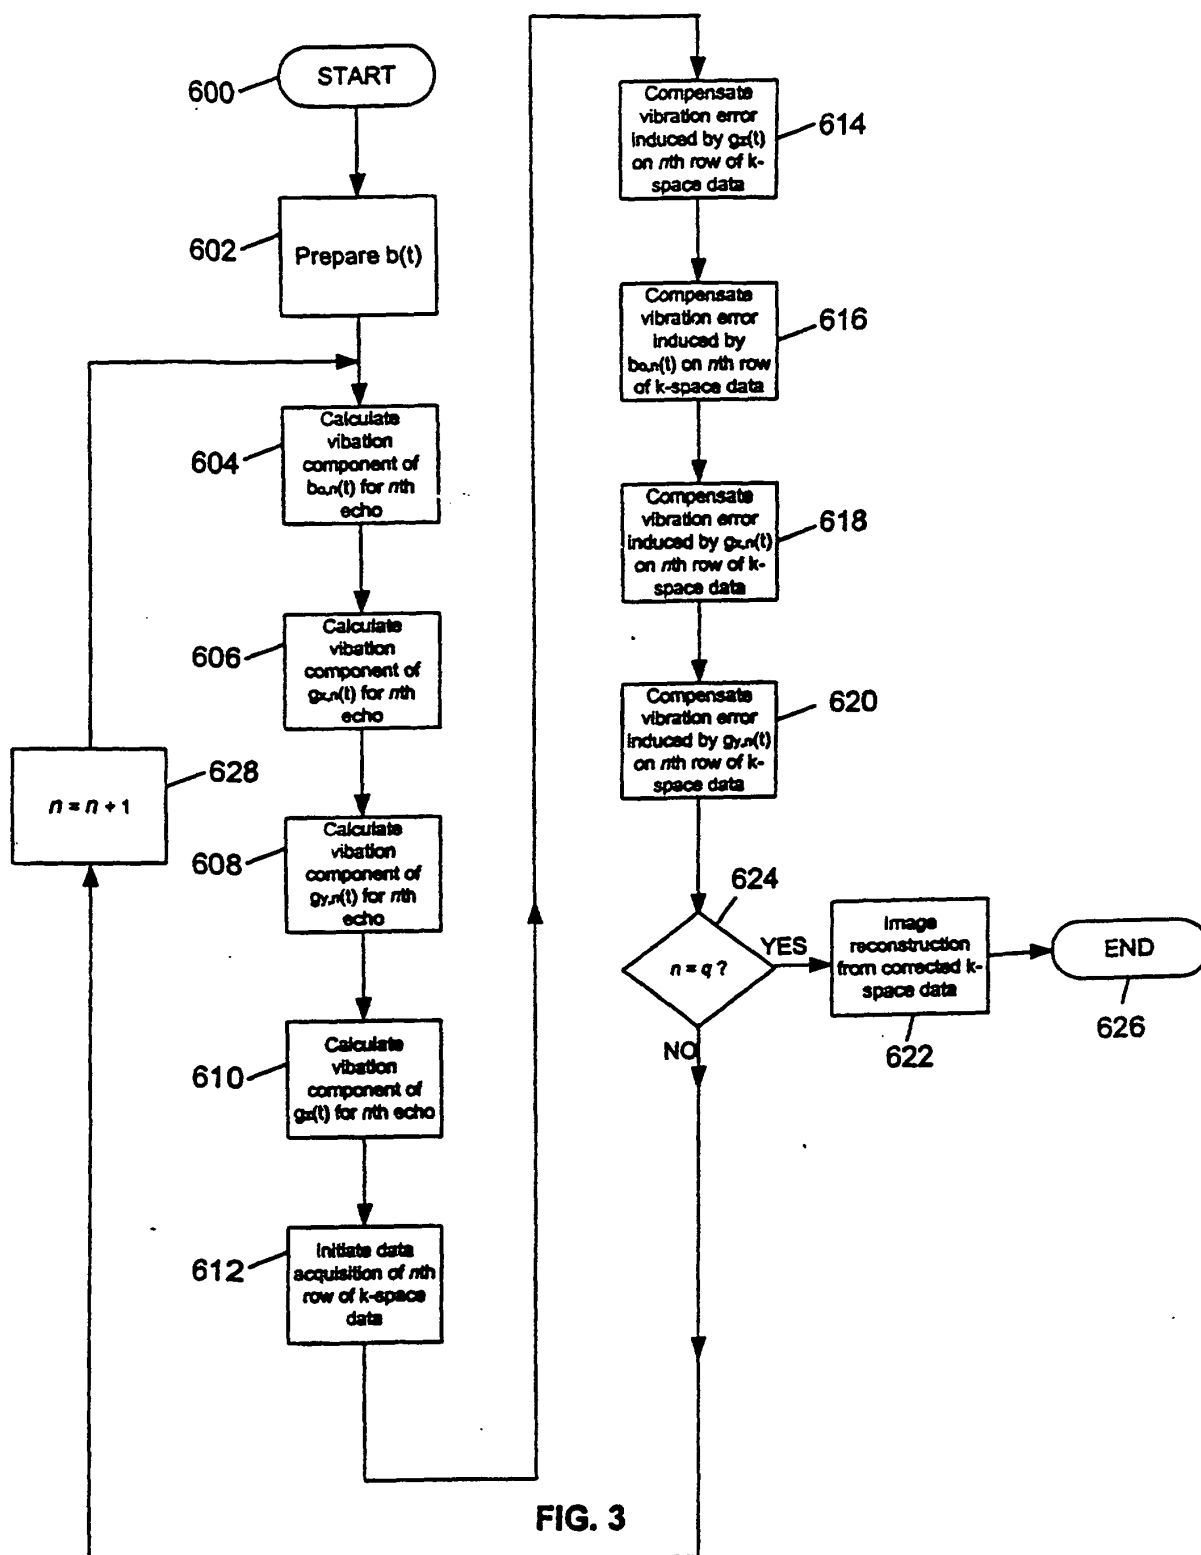 600
START
602
Prepare b(t)
604
Calculate
vibation
component of
b₀,ₙ(t) for nth
echo
606
Calculate
vibation
component of
gₓ,ₙ(t) for nth
echo
628
n = n + 1
608
Calculate
vibation
component of
gy,n(t) for nth
echo
610
Calculate
vibation
component of
gz(t) for nth echo
612
Initiate data
acquisition of nth
row of k-space
data
Compensate
vibration error
induced by gz(t)
on nth row of k-
space data
614
Compensate
vibration error
induced by
b₀,ₙ(t) on nth row
of k-space data
616
Compensate
vibration error
induced by gₓ,ₙ(t)
on nth row of k-
space data
618
Compensate
vibration error
induced by gy,n(t)
on nth row of k-
space data
620
624
n = q ?
YES
NO
Image
reconstruction
from corrected k-
space data
622
END
626
FIG. 3